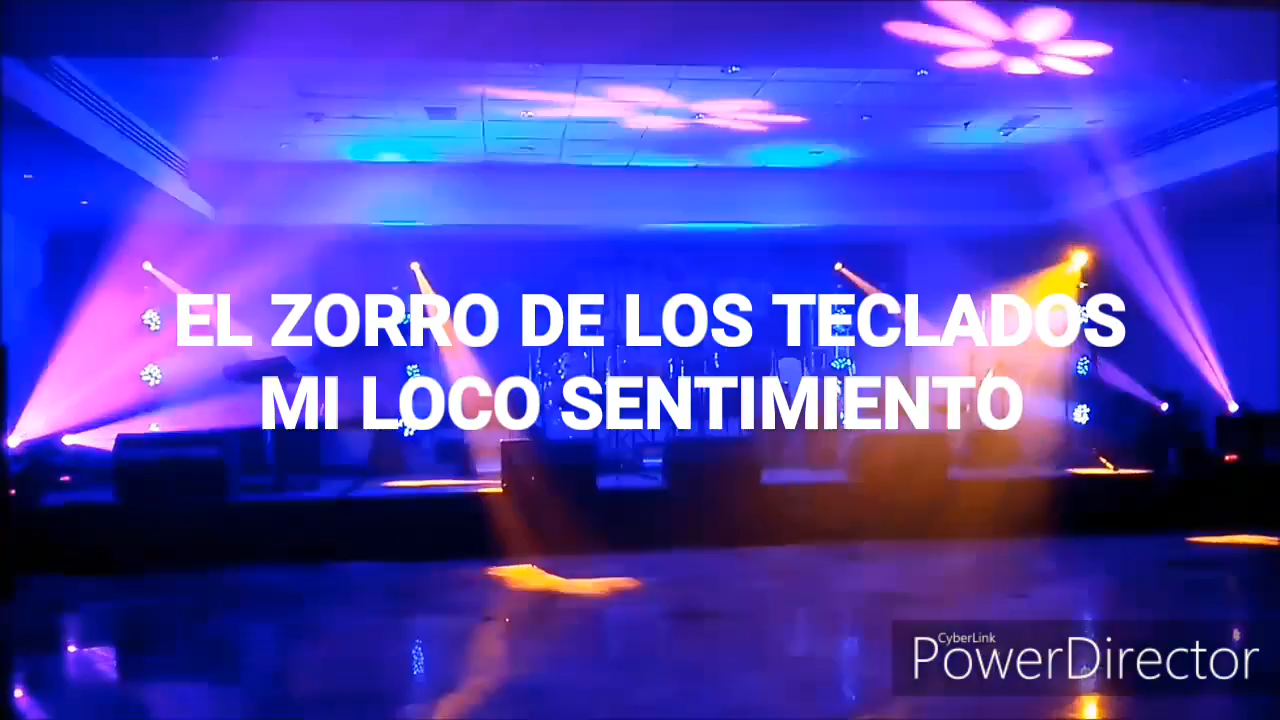 EL ZORRO DE LOS TECLADOS
MI LOCO SENTIMIENTO
CyberLink
PowerDirector